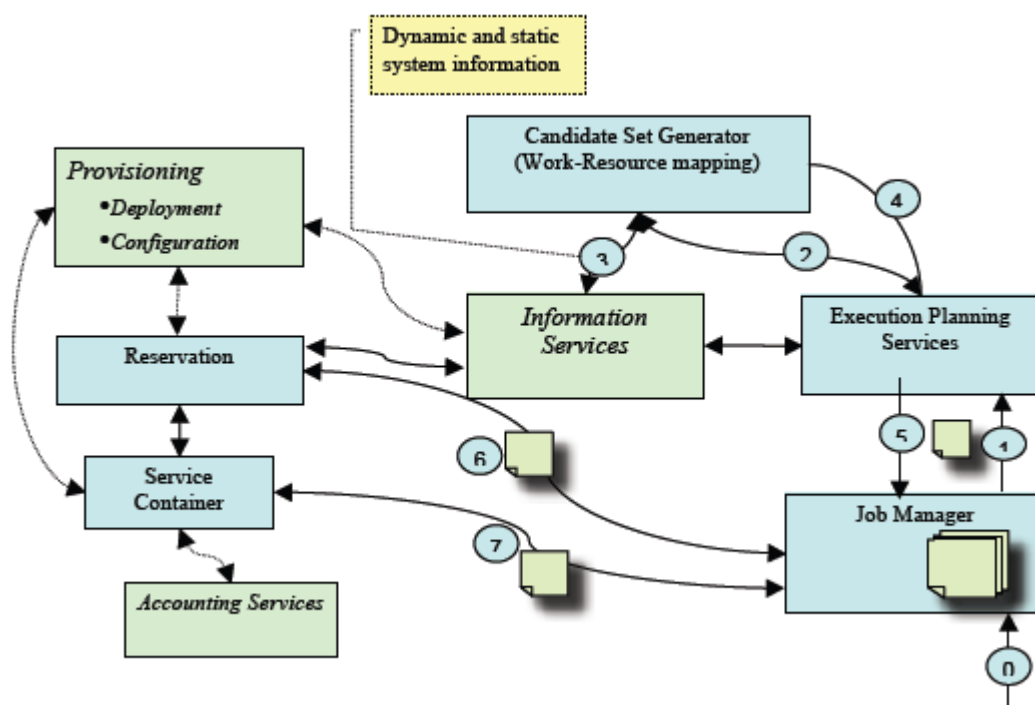 Dynamic and static
system information
Candidate Set Generator
(Work-Resource mapping)
Provisioning
•Deployment
•Configuration
4
2
3
Information
Services
Execution Planning
Services
Reservation
5
1
6
Service
Container
Job Manager
7
Accounting Services
0